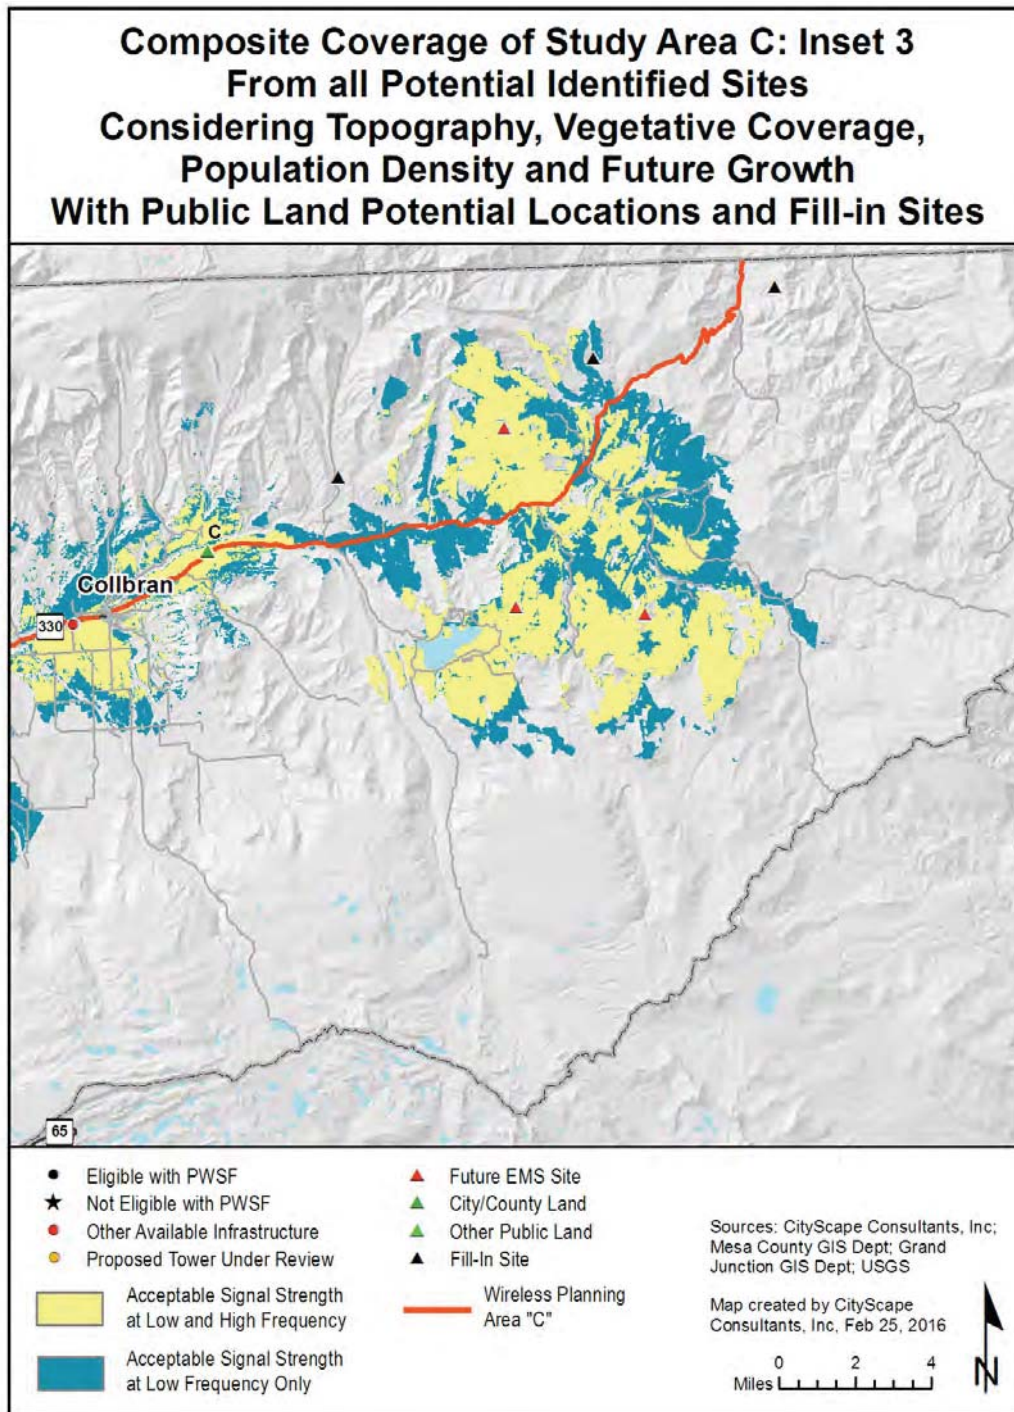 Composite Coverage of Study Area C: Inset 3
From all Potential Identified Sites
Considering Topography, Vegetative Coverage,
Population Density and Future Growth
With Public Land Potential Locations and Fill-in Sites
C
Collbran
330
65
Eligible with PWSF
Not Eligible with PWSF
Other Available Infrastructure
Proposed Tower Under Review
Acceptable Signal Strength
at Low and High Frequency
Acceptable Signal Strength
at Low Frequency Only
Future EMS Site
City/County Land
Other Public Land
Fill-In Site
Wireless Planning
Area "C"
Sources: CityScape Consultants, Inc;
Mesa County GIS Dept; Grand
Junction GIS Dept; USGS
Map created by CityScape
Consultants, Inc, Feb 25, 2016
0 2 4
Miles
N